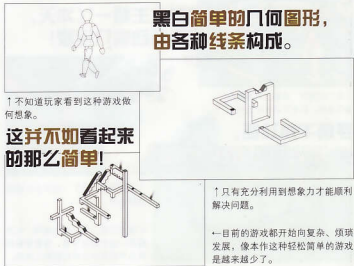 黑白简单的几何图形，
由各种线条构成。
↑不知道玩家看到这种游戏做
何想象。
这并不如看起来
的那么简单！
↑只有充分利用到想象力才能顺利
解决问题。
←目前的游戏都开始向复杂、烦琐
发展，像本作这种轻松简单的游戏
是越来越少了。